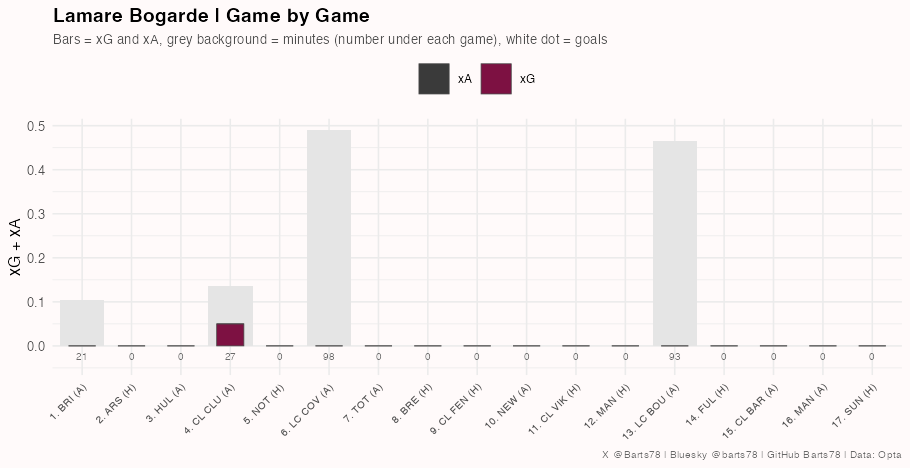 Lamare Bogarde | Game by Game
Bars = xG and xA, grey background = minutes (number under each game), white dot = goals
xA xG
xG + xA
0.5
0.4
0.3
0.2
0.1
0.0
21 0 0 27 0 98 0 0 0 0 0 0 93 0 0 0 0
1. BRI (A)
2. ARS (H)
3. HUL (A)
4. CL CLU (A)
5. NOT (H)
6. LC COV (A)
7. TOT (A)
8. BRE (H)
9. CL FEN (H)
10. NEW (A)
11. CL VIK (H)
12. MAN (H)
13. LC BOU (A)
14. FUL (H)
15. CL BAR (A)
16. MAN (A)
17. SUN (H)
X @Barts78 | Bluesky @barts78 | GitHub Barts78 | Data: Opta